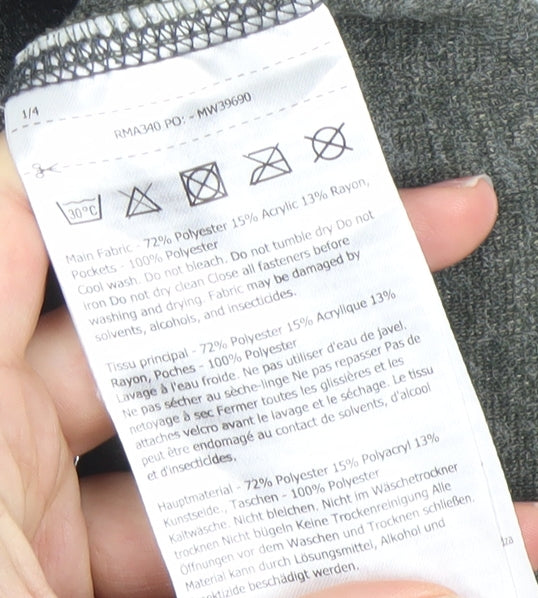 1/4
RMA340 PO: - MW39690
30°C
Main Fabric - 72% Polyester 15% Acrylic 13% Rayon,
Pockets - 100% Polyester
Cool wash. Do not bleach. Do not tumble dry Do not
iron Do not dry clean Close all fasteners before
washing and drying. Fabric may be damaged by
solvents, alcohols, and insecticides.
Tissu principal - 72% Polyester 15% Acrylique 13%
Rayon, Poches - 100% Polyester
Lavage à l'eau froide. Ne pas utiliser d'eau de javel.
Ne pas sécher au sèche-linge Ne pas repasser Pas de
netoyage à sec Fermer toutes les glissières et les
attaches velcro avant le lavage et le séchage. Le tissu
peut être endomagé au contact de solvents, d'alcool
et d'insecticides.
Hauptmaterial - 72% Polyester 15% Polyacryl 13%
Kunstseide., Taschen - 100% Polyester
Kaltwäsche. Nicht bleichen. Nicht im Wäschetrockner
trocknen Nicht bügeln Keine Trockenreinigung Alle
Öffnungen vor dem Waschen und Trocknen schließen.
Material kann durch Lösungsmittel, Alkohol und
beschädigt werden.